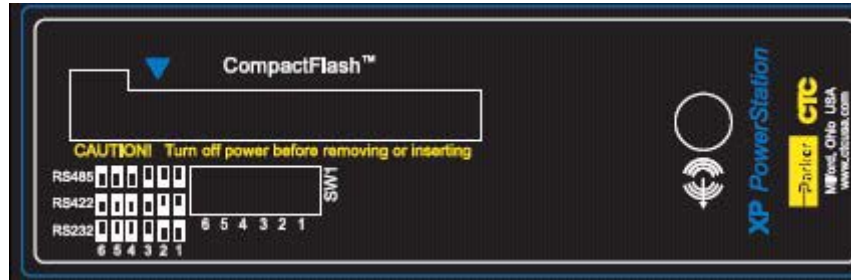 CompactFlash™
CAUTION! Turn off power before removing or inserting
RS485
RS422
RS232
6 5 4 3 2 1
SW1
6 5 4 3 2 1
XP PowerStation
Parker CTC
Milford, Ohio USA
www.ctcusa.com